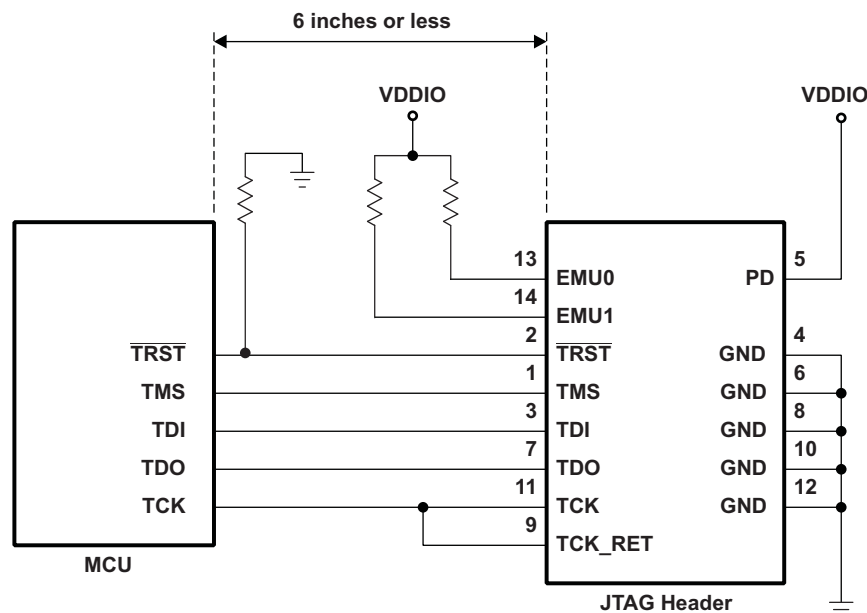 6 inches or less
VDDIO
VDDIO
13
EMU0
5
PD
14
EMU1
2
4
TRST
TRST
GND
1
6
TMS
TMS
GND
3
8
TDI
TDI
GND
7
10
TDO
TDO
GND
11
12
TCK
TCK
GND
9
TCK_RET
MCU
JTAG Header